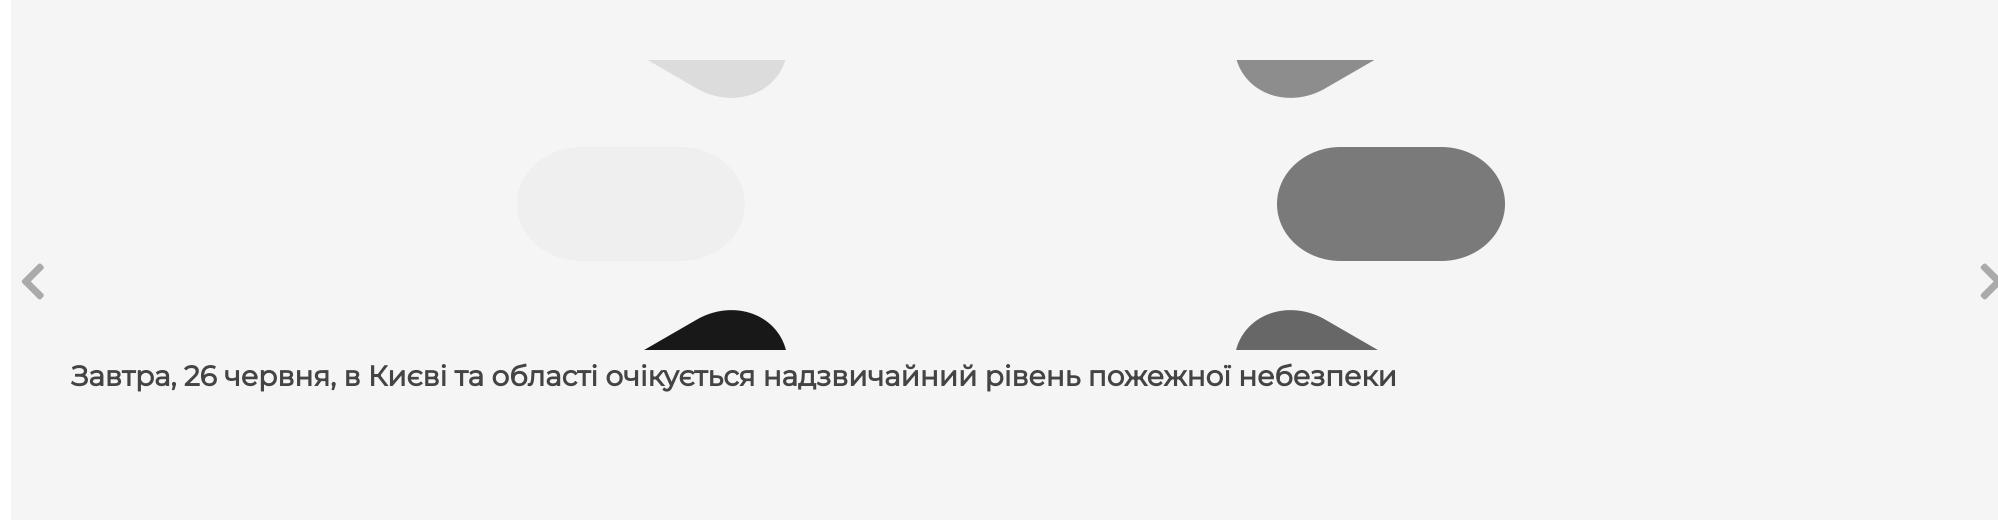 Завтра, 26 червня, в Києві та області очікується надзвичайний рівень пожежної небезпеки